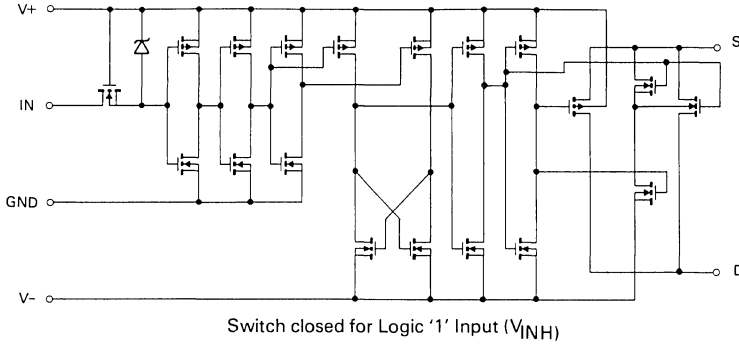 V+
S
IN
GND
D
V-
Switch closed for Logic '1' Input (VINH)